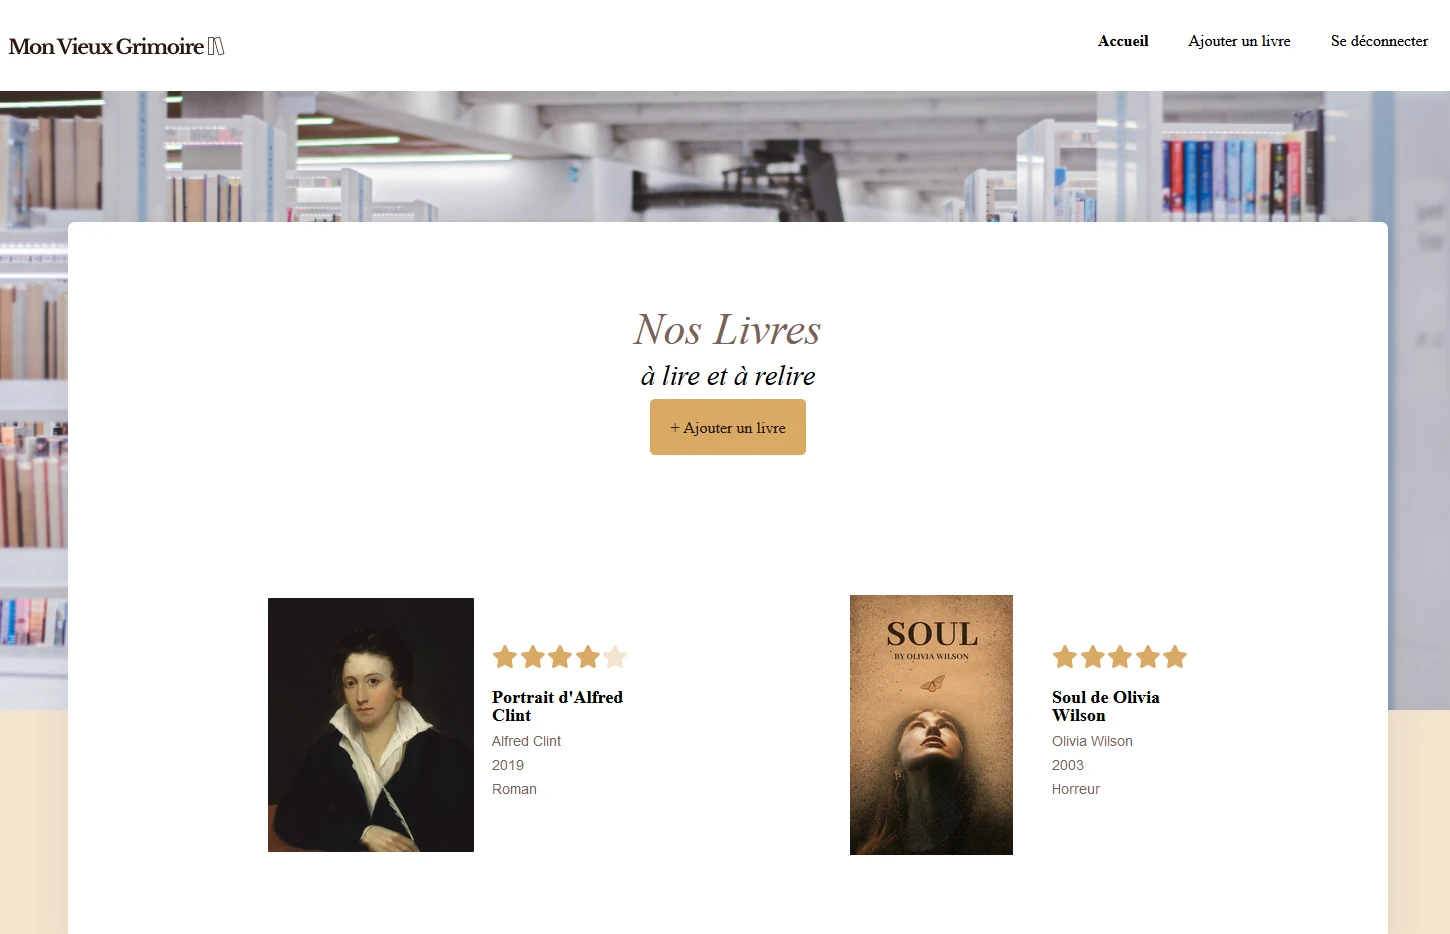 Mon Vieux Grimoire
Accueil Ajouter un livre Se déconnecter
Nos Livres
à lire et à relire
+ Ajouter un livre
SOUL
BY OLIVIA WILSON
Portrait d'Alfred
Clint
Alfred Clint
2019
Roman
Soul de Olivia
Wilson
Olivia Wilson
2003
Horreur